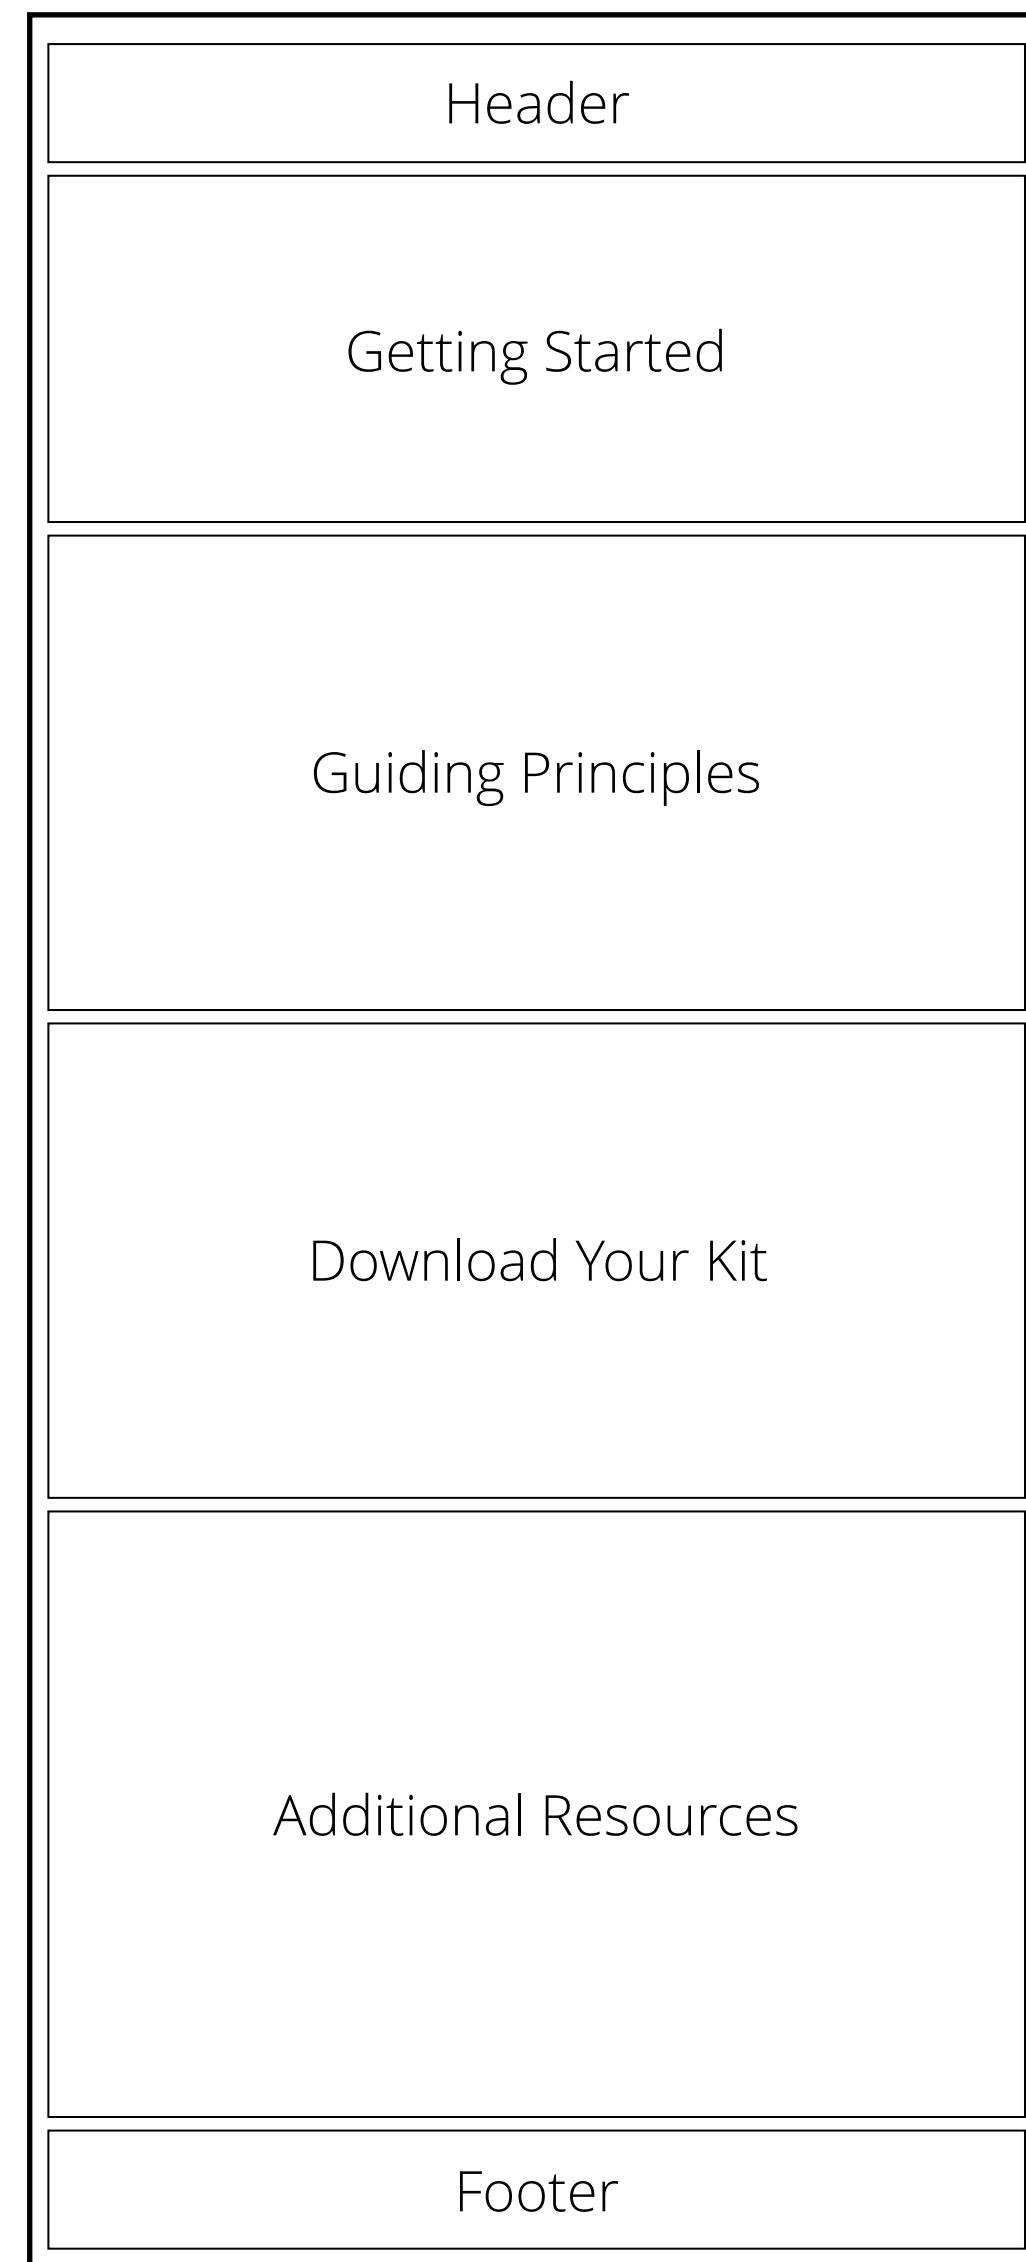 Header
Getting Started
Guiding Principles
Download Your Kit
Additional Resources
Footer